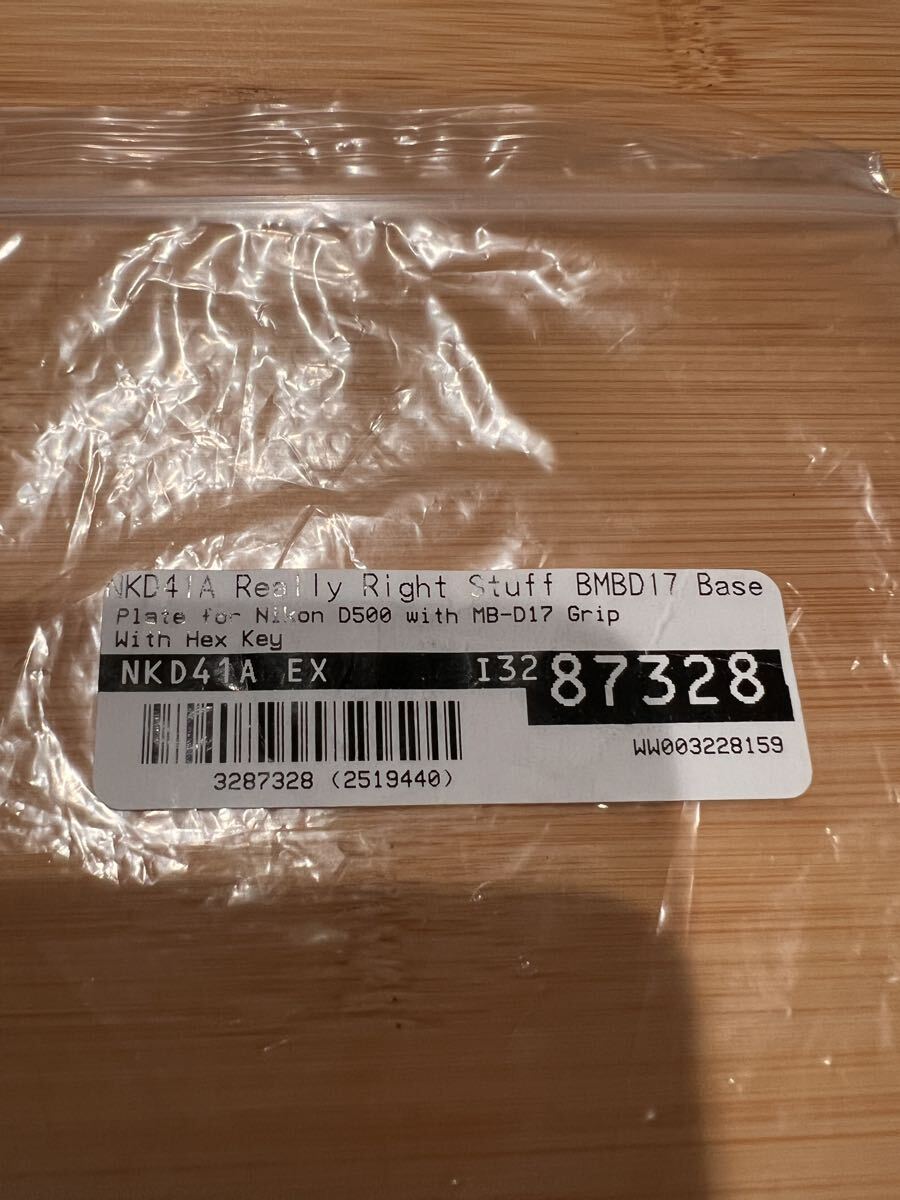 NKD41A Really Right Stuff BMBD17 Base
Plate for Nikon D500 with MB-D17 Grip
With Hex Key
NKD41A EX I32 87328
WW003228159
3287328 (2519440)